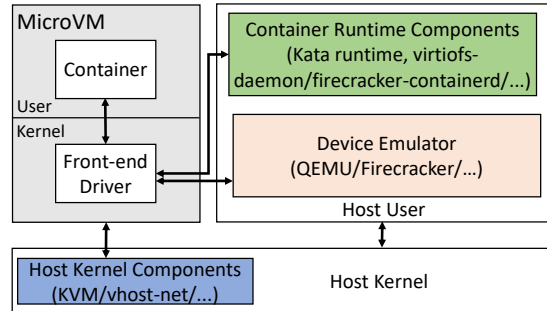 MicroVM
Container
User
Kernel
Front-end
Driver
Container Runtime Components
(Kata runtime, virtiofs-
daemon/firecracker-containerd/...)
Device Emulator
(QEMU/Firecracker/...)
Host User
Host Kernel Components
(KVM/vhost-net/...)
Host Kernel